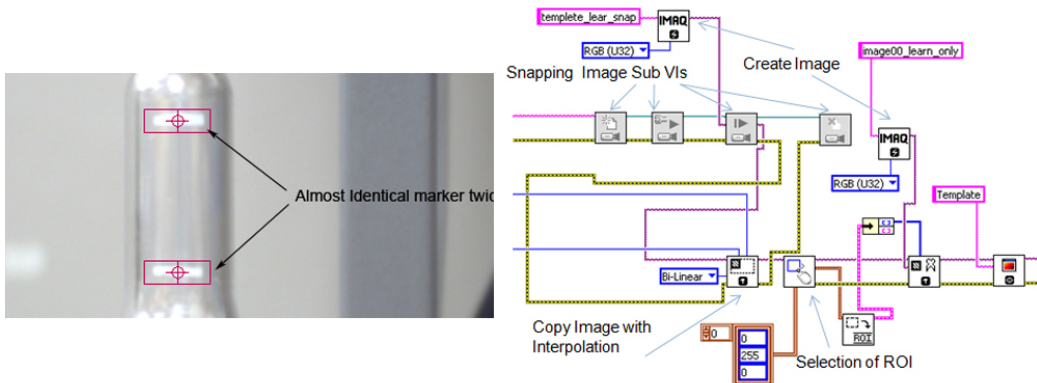 Almost Identical marker twic
templete_lear_snap
IMAQ
RGB (U32)
Snapping Image Sub VIs
Create Image
image00_learn_only
IMAQ
RGB (U32)
Template
Bi-Linear
Copy Image with
Interpolation
ROI
Selection of ROI
0
0
255
0